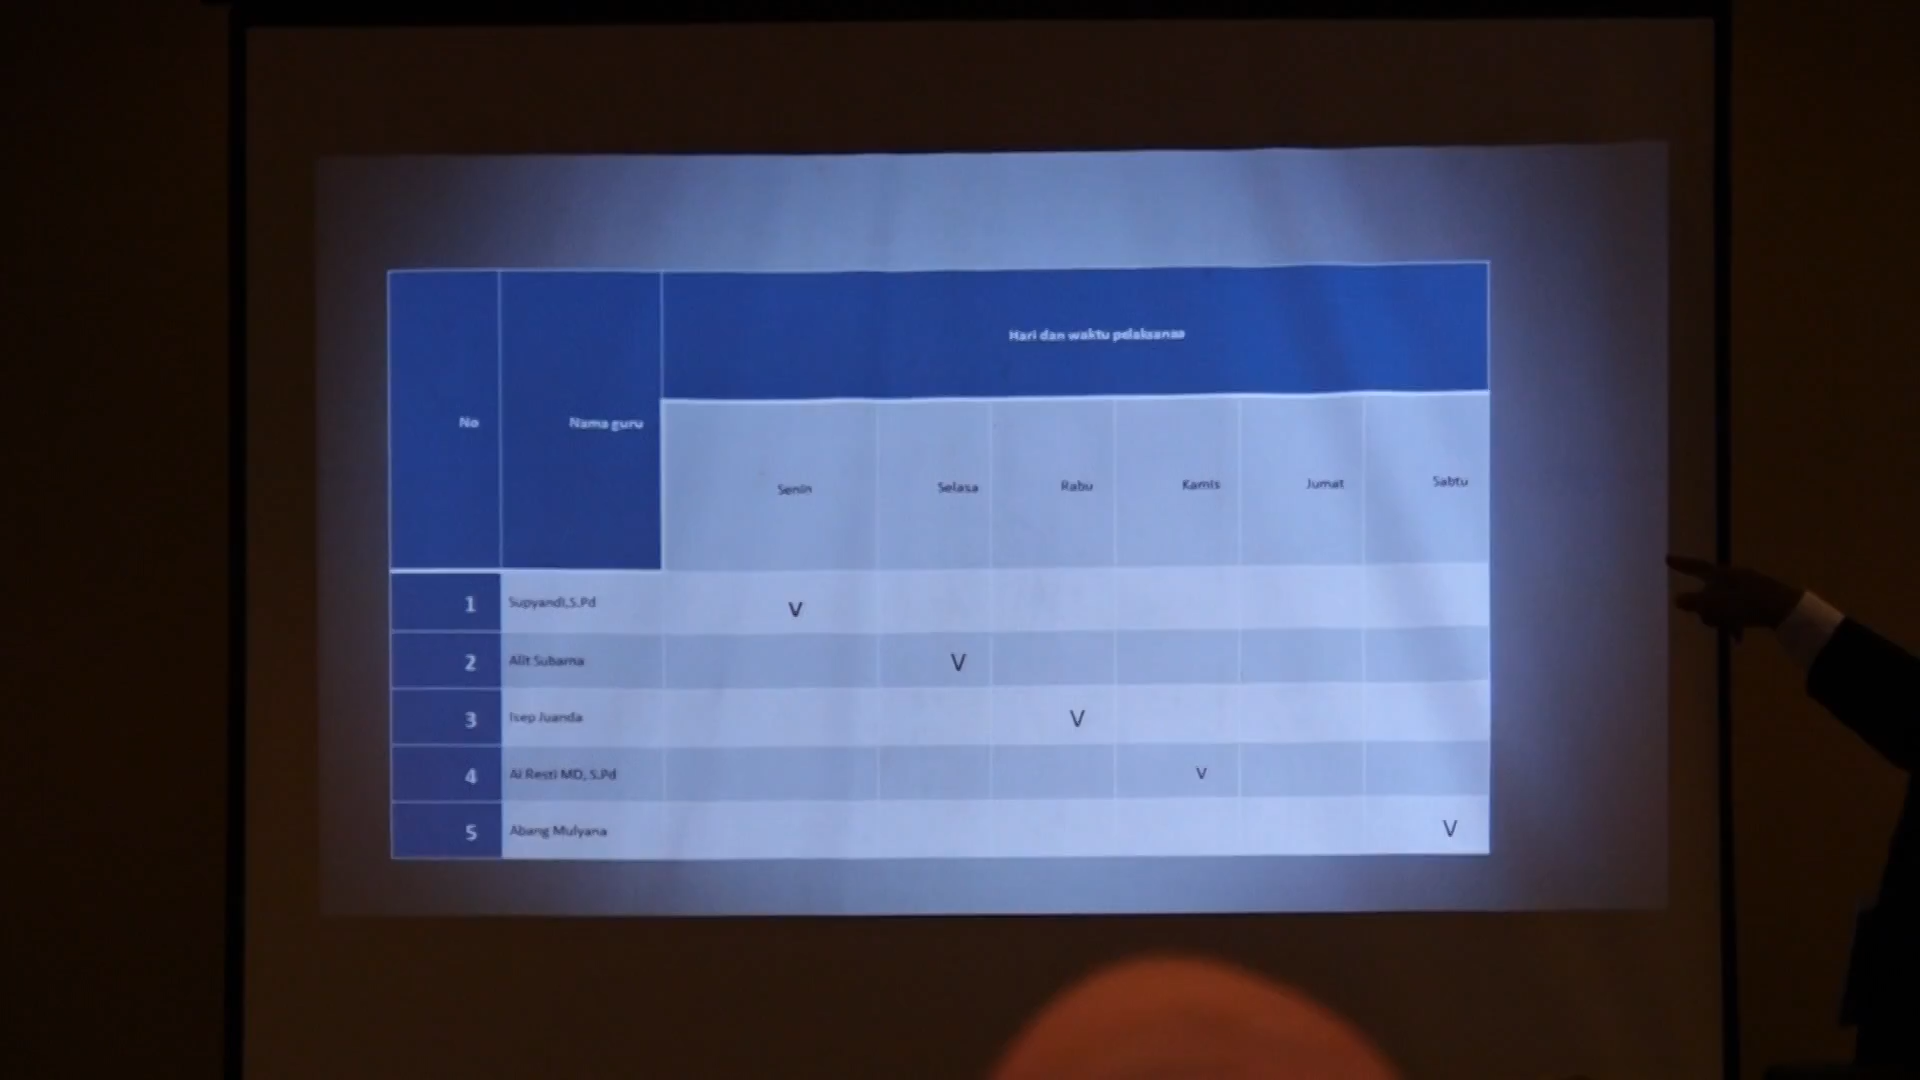 No Nama guru Hari dan waktu pelaksanaa
Senin Selasa Rabu Kamis Jumat Sabtu
1 Supyandi,S.Pd V
2 Alit Subarna V
3 Isep Juanda V
4 Ai Resti MD, S.Pd V
5 Abang Mulyana V